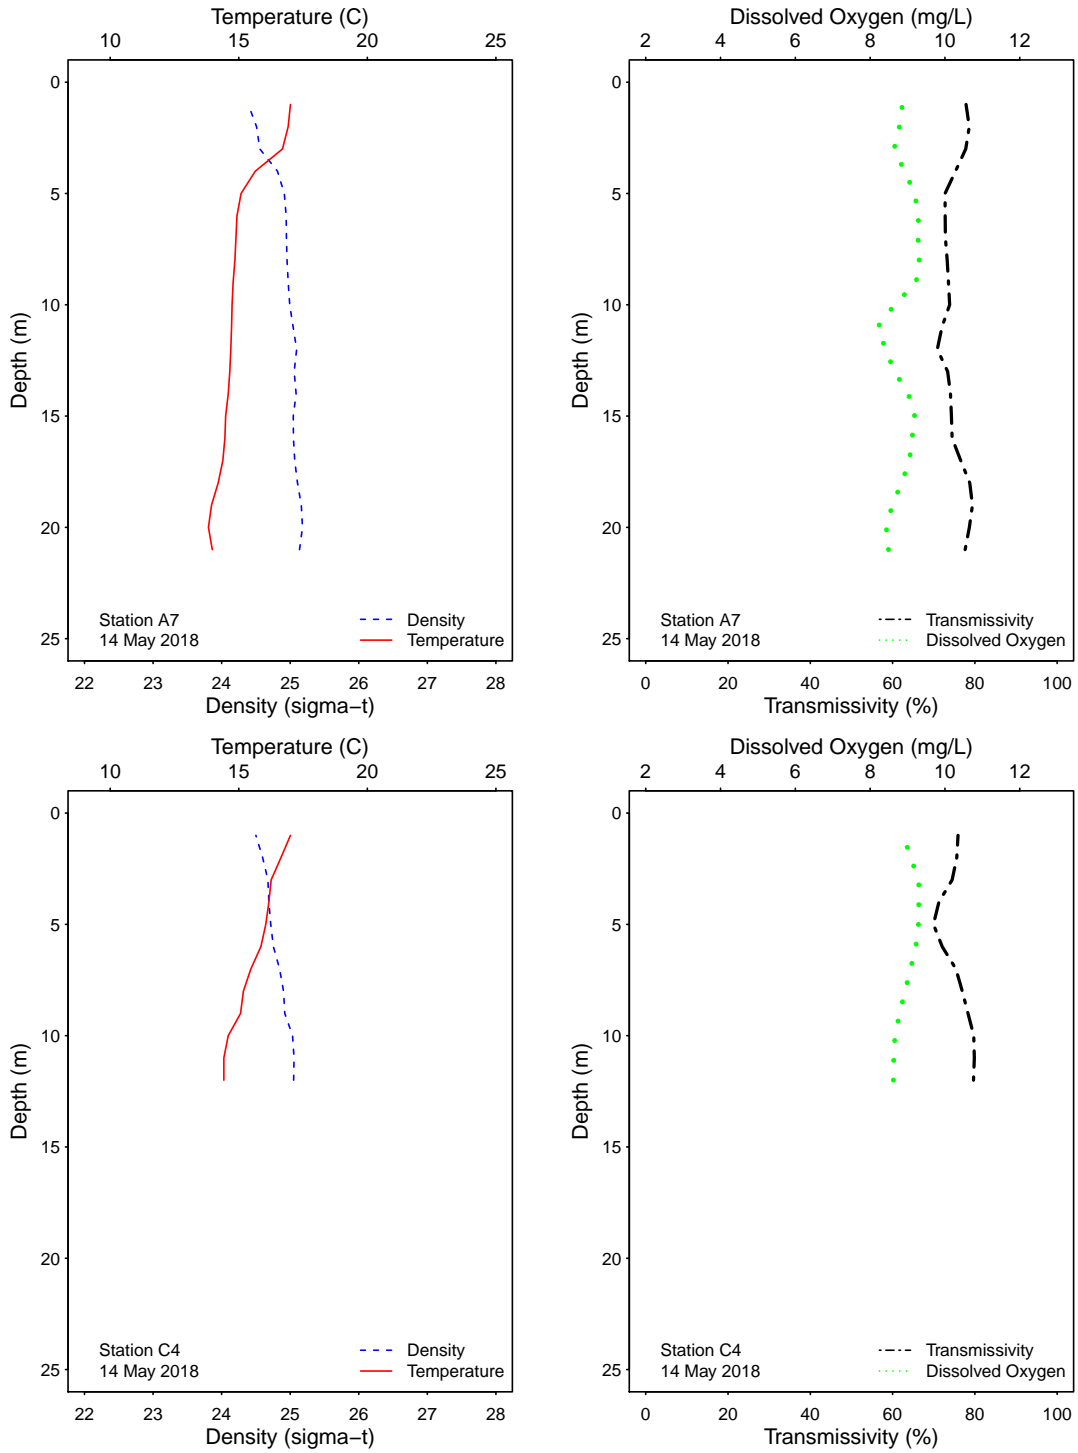 Temperature (C)
10 15 20 25
0
5
10
15
20
25
Depth (m)
Station A7
14 May 2018
Density
Temperature
22 23 24 25 26 27 28
Density (sigma−t)
Dissolved Oxygen (mg/L)
2 4 6 8 10 12
0
5
10
15
20
25
Depth (m)
Station A7
14 May 2018
Transmissivity
Dissolved Oxygen
0 20 40 60 80 100
Transmissivity (%)
Temperature (C)
10 15 20 25
0
5
10
15
20
25
Depth (m)
Station C4
14 May 2018
Density
Temperature
22 23 24 25 26 27 28
Density (sigma−t)
Dissolved Oxygen (mg/L)
2 4 6 8 10 12
0
5
10
15
20
25
Depth (m)
Station C4
14 May 2018
Transmissivity
Dissolved Oxygen
0 20 40 60 80 100
Transmissivity (%)